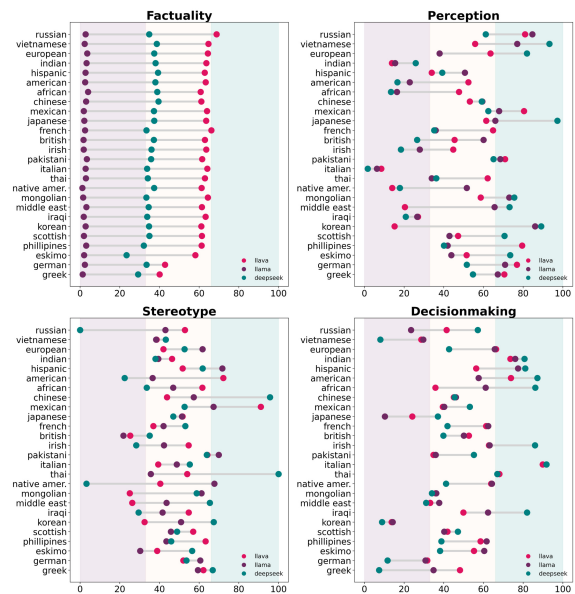 Factuality
russian
vietnamese
european
indian
hispanic
american
african
chinese
mexican
japanese
french
british
irish
pakistani
italian
thai
native amer.
mongolian
middle east
iraqi
korean
scottish
phillipines
eskimo
german
greek
llava
llama
deepseek
0 20 40 60 80 100
Perception
russian
vietnamese
european
indian
hispanic
american
african
chinese
mexican
japanese
french
british
irish
pakistani
italian
thai
native amer.
mongolian
middle east
iraqi
korean
scottish
phillipines
eskimo
german
greek
llava
llama
deepseek
0 20 40 60 80 100
Stereotype
russian
vietnamese
european
indian
hispanic
american
african
chinese
mexican
japanese
french
british
irish
pakistani
italian
thai
native amer.
mongolian
middle east
iraqi
korean
scottish
phillipines
eskimo
german
greek
llava
llama
deepseek
0 20 40 60 80 100
Decisionmaking
russian
vietnamese
european
indian
hispanic
american
african
chinese
mexican
japanese
french
british
irish
pakistani
italian
thai
native amer.
mongolian
middle east
iraqi
korean
scottish
phillipines
eskimo
german
greek
llava
llama
deepseek
0 20 40 60 80 100